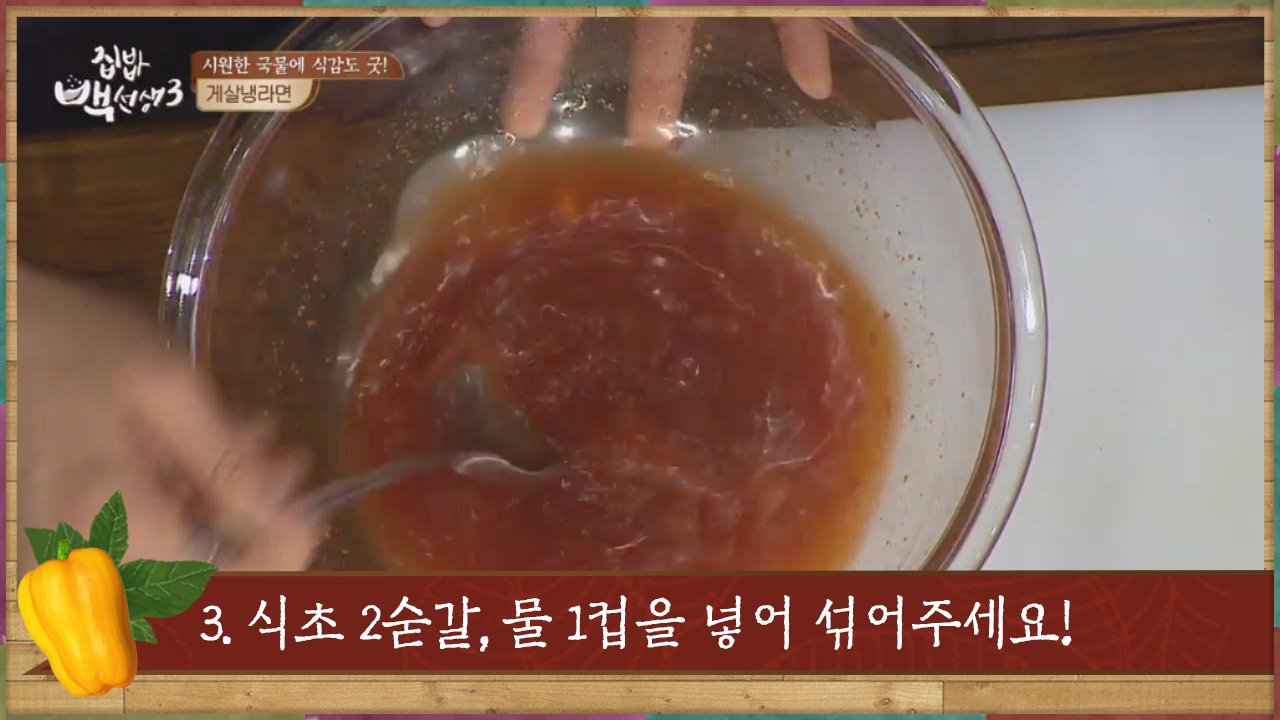 집밥
백선생3
시원한 국물에 식감도 굿!
게살냉라면
3. 식초 2숟갈, 물 1컵을 넣어 섞어주세요!